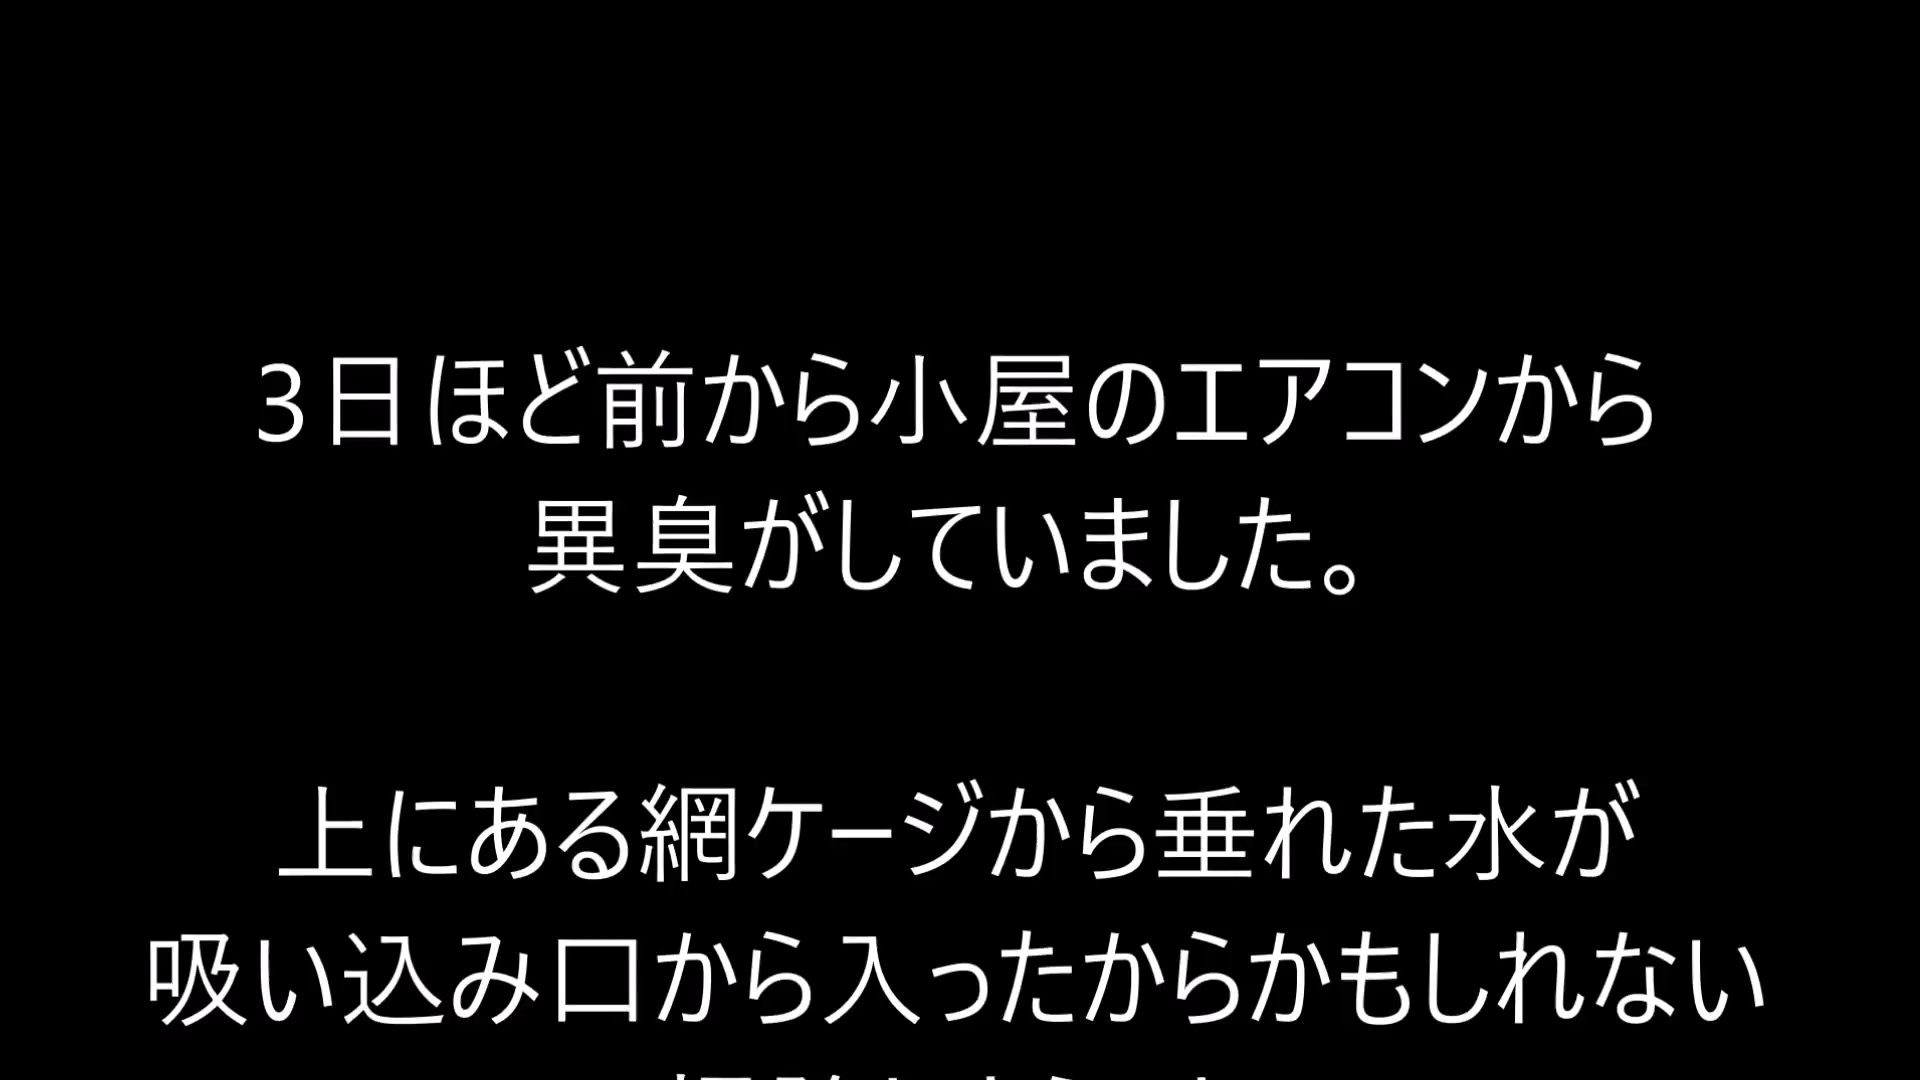 3日ほど前から小屋のエアコンから
異臭がしていました。
上にある網ケージから垂れた水が
吸い込み口から入ったからかもしれない